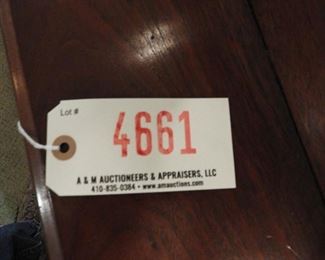 Lot #
4661
A & M AUCTIONEERS & APPRAISERS, LLC
410-835-0384 • www.amauctions.com